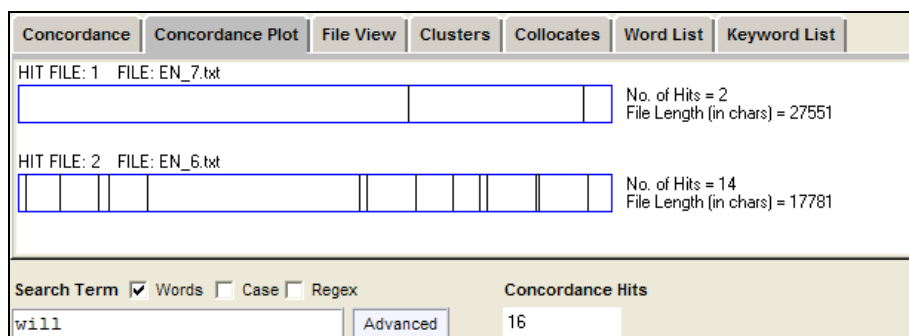 Concordance Concordance Plot File View Clusters Collocates Word List Keyword List
HIT FILE: 1 FILE: EN_7.txt
No. of Hits = 2
File Length (in chars) = 27551
HIT FILE: 2 FILE: EN_6.txt
No. of Hits = 14
File Length (in chars) = 17781
Search Term Words Case Regex Concordance Hits
will Advanced 16